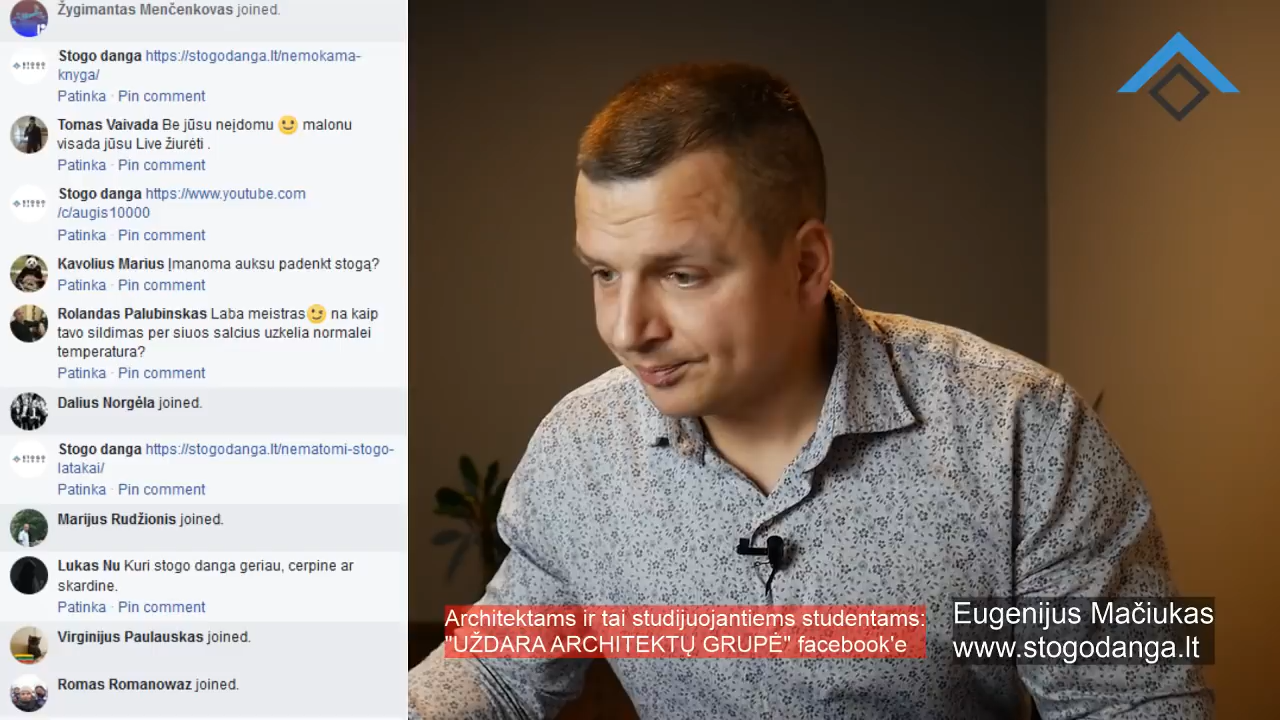 Žygimantas Menčenkovas joined.
Stogo danga https://stogodanga.lt/nemokama-
knyga/
Patinka · Pin comment
Tomas Vaivada Be jūsu neįdomu 🙂 malonu
visada jūsu Live žiurėti .
Patinka · Pin comment
Stogo danga https://www.youtube.com
/c/augis10000
Patinka · Pin comment
Kavolius Marius Įmanoma auksu padenkt stogą?
Patinka · Pin comment
Rolandas Palubinskas Laba meistras😉 na kaip
tavo sildimas per siuos salcius uzkelia normalei
temperatura?
Patinka · Pin comment
Dalius Norgėla joined.
Stogo danga https://stogodanga.lt/nematomi-stogo-
latakai/
Patinka · Pin comment
Marijus Rudžionis joined.
Lukas Nu Kuri stogo danga geriau, cerpine ar
skardine.
Patinka · Pin comment
Virginijus Paulauskas joined.
Romas Romanowaz joined.
Architektams ir tai studijuojantiems studentams:
"UŽDARA ARCHITEKTŲ GRUPĖ" facebook'e
Eugenijus Mačiukas
www.stogodanga.lt